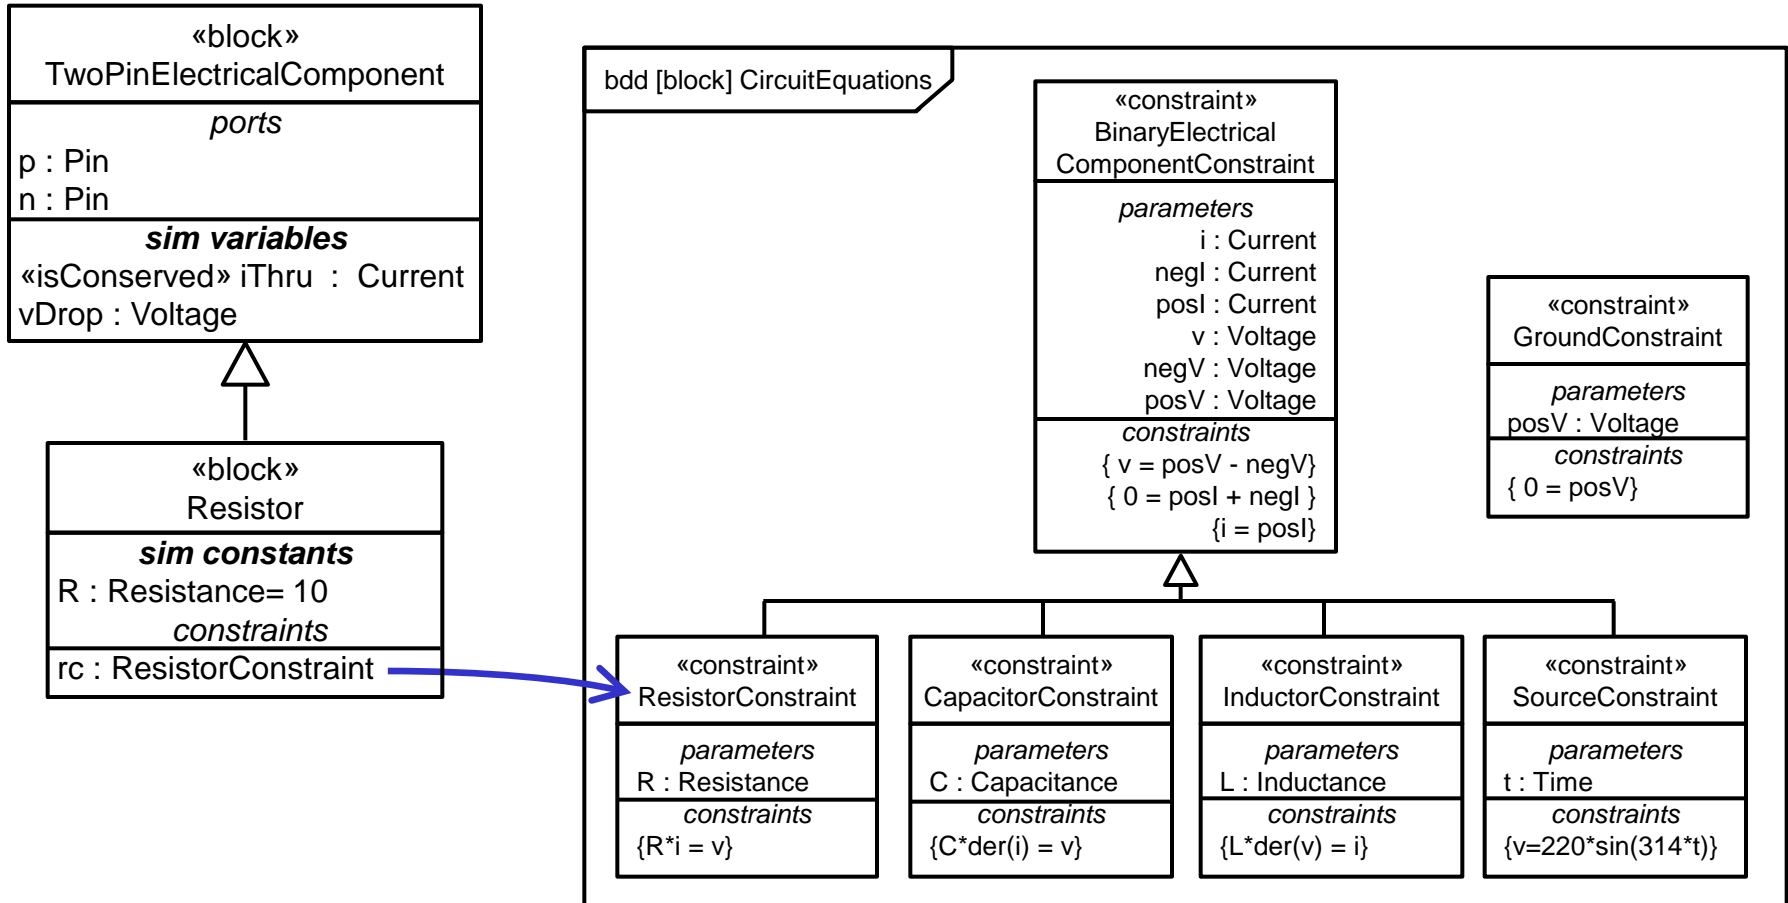 «block»
TwoPinElectricalComponent
ports
p : Pin
n : Pin
sim variables
«isConserved» iThru : Current
vDrop : Voltage
«block»
Resistor
sim constants
R : Resistance= 10
constraints
rc : ResistorConstraint
bdd [block] CircuitEquations
«constraint»
BinaryElectrical
ComponentConstraint
parameters
i : Current
negI : Current
posI : Current
v : Voltage
negV : Voltage
posV : Voltage
constraints
{ v = posV - negV}
{ 0 = posI + negI }
{i = posI}
«constraint»
GroundConstraint
parameters
posV : Voltage
constraints
{ 0 = posV}
«constraint»
ResistorConstraint
parameters
R : Resistance
constraints
{R*i = v}
«constraint»
CapacitorConstraint
parameters
C : Capacitance
constraints
{C*der(i) = v}
«constraint»
InductorConstraint
parameters
L : Inductance
constraints
{L*der(v) = i}
«constraint»
SourceConstraint
parameters
t : Time
constraints
{v=220*sin(314*t)}